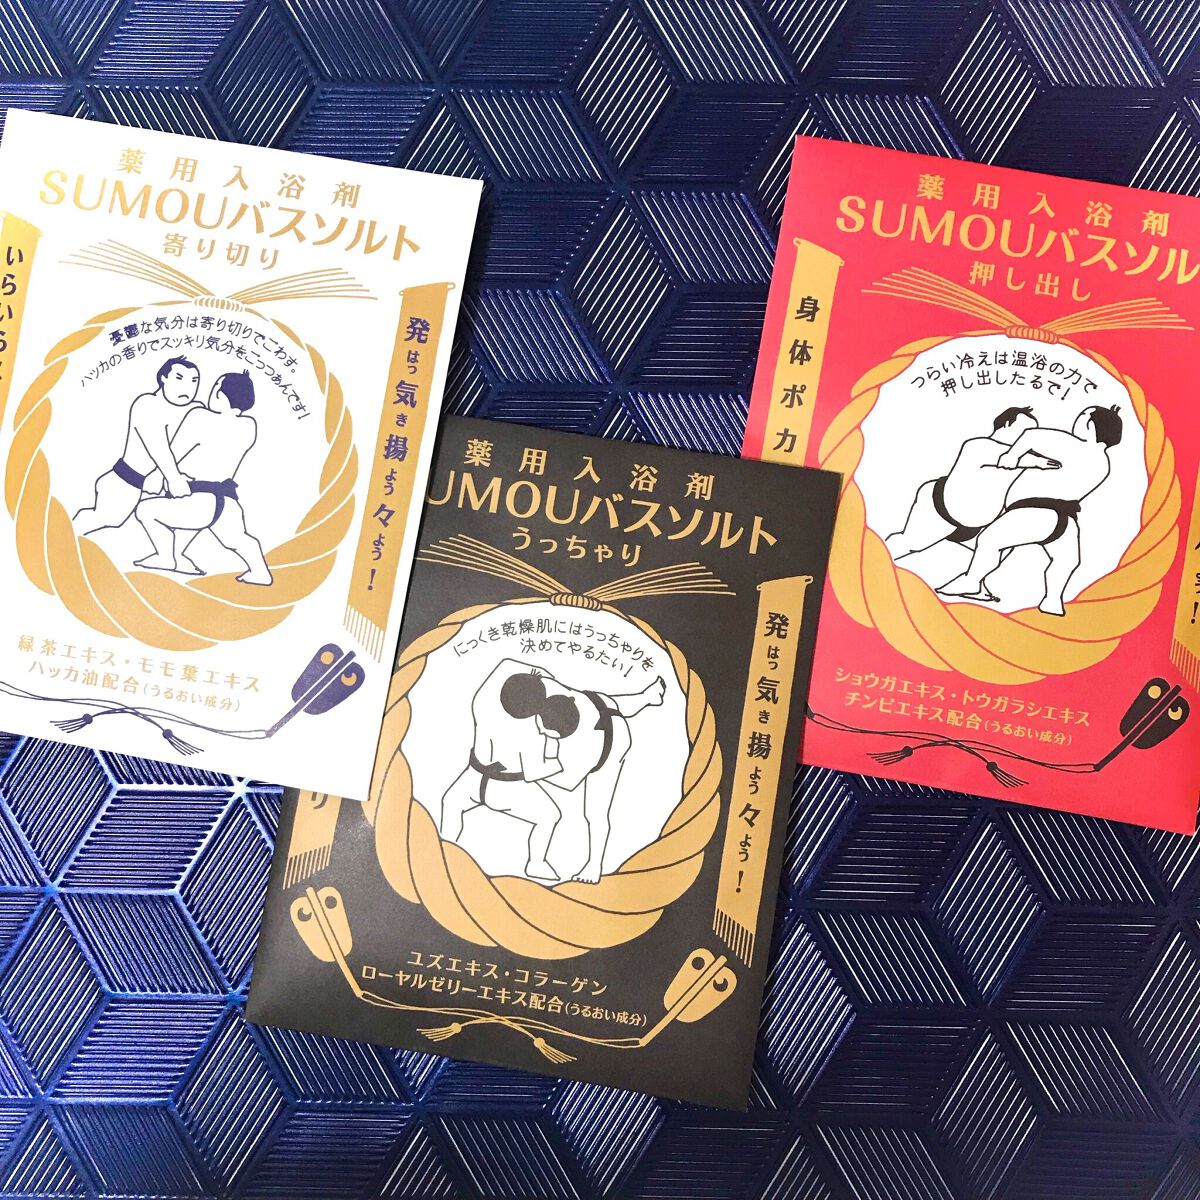 薬用入浴剤
SUMOUバスソルト
寄り切り
いらいら
憂鬱な気分は寄り切りでこわす。
ハッカの香りでスッキリ気分をごっつぁんです!
発はっ気き揚よう々よう!
緑茶エキス・モモ葉エキス
ハッカ油配合(うるおい成分)
薬用入浴剤
UMOUバスソルト
うっちゃり
にっくき乾燥肌にはうっちゃりを
決めてやるたい!
発はっ気き揚よう々よう!
り
ユズエキス・コラーゲン
ローヤルゼリーエキス配合(うるおい成分)
薬用入浴剤
SUMOUバスソル
押し出し
身体ポカ
つらい冷えは温浴の力で
押し出したるで!
ショウガエキス・トウガラシエキス
チンピエキス配合(うるおい成分)